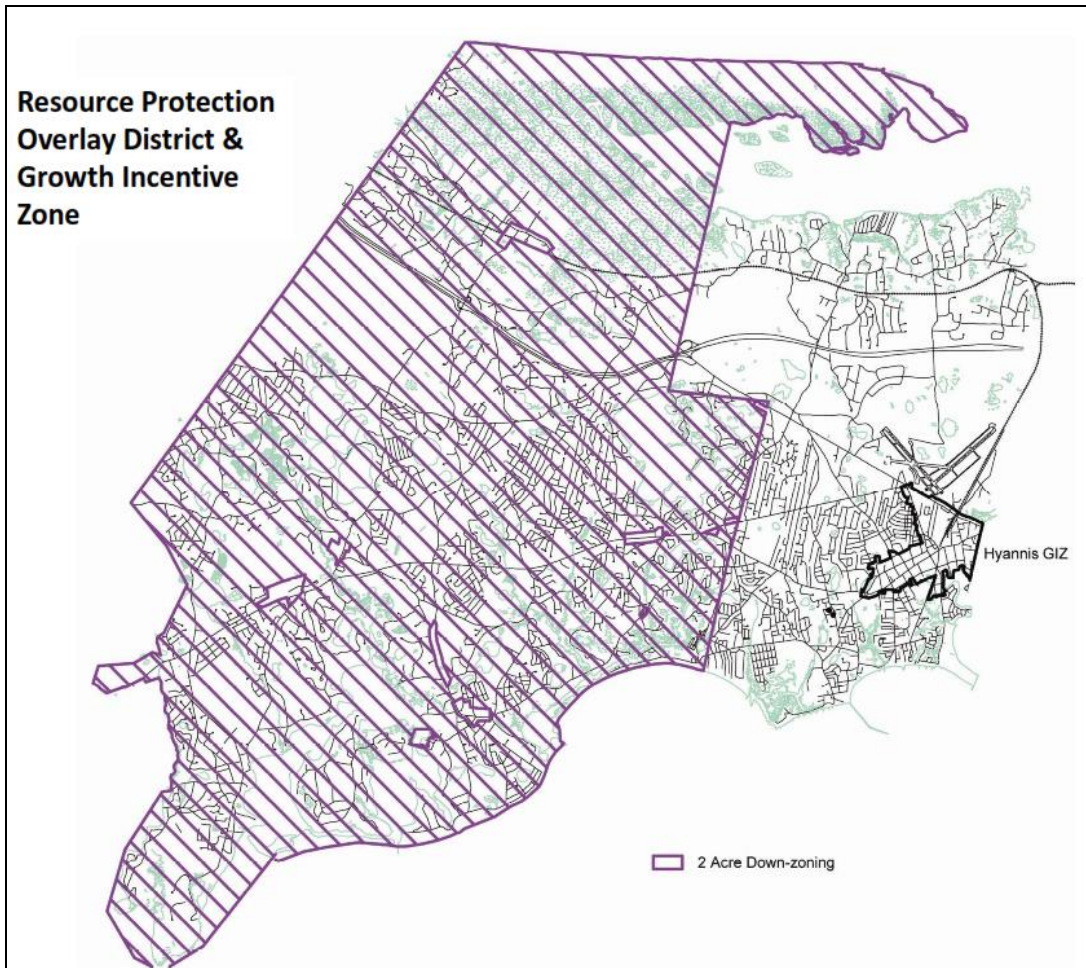 Resource Protection
Overlay District &
Growth Incentive
Zone
Hyannis GIZ
2 Acre Down-zoning